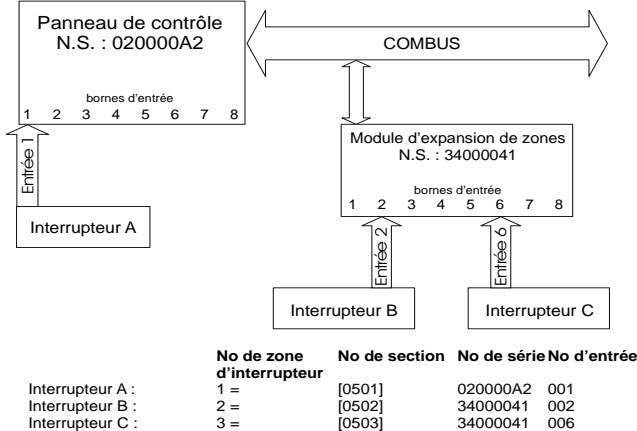 Panneau de contrôle
N.S. : 020000A2
COMBUS
bornes d'entrée
1 2 3 4 5 6 7 8
Entrée 1
Interrupteur A
Module d'expansion de zones
N.S. : 34000041
bornes d'entrée
1 2 3 4 5 6 7 8
Entrée 2
Entrée 6
Interrupteur B
Interrupteur C
No de zone d'interrupteur No de section No de série No d'entrée
Interrupteur A : 1 = [0501] 020000A2 001
Interrupteur B : 2 = [0502] 34000041 002
Interrupteur C : 3 = [0503] 34000041 006